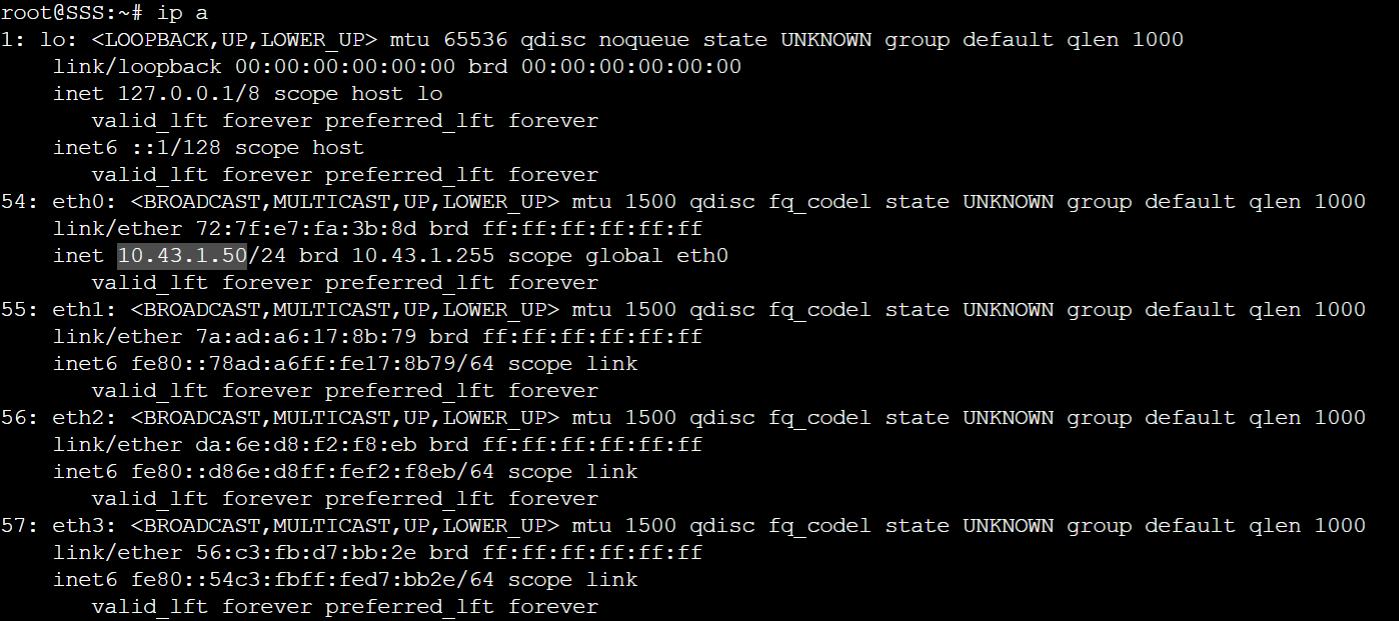 root@SSS:~# ip a
1: lo: <LOOPBACK,UP,LOWER_UP> mtu 65536 qdisc noqueue state UNKNOWN group default qlen 1000
    link/loopback 00:00:00:00:00:00 brd 00:00:00:00:00:00
    inet 127.0.0.1/8 scope host lo
       valid_lft forever preferred_lft forever
    inet6 ::1/128 scope host
       valid_lft forever preferred_lft forever
54: eth0: <BROADCAST,MULTICAST,UP,LOWER_UP> mtu 1500 qdisc fq_codel state UNKNOWN group default qlen 1000
    link/ether 72:7f:e7:fa:3b:8d brd ff:ff:ff:ff:ff:ff
    inet 10.43.1.50/24 brd 10.43.1.255 scope global eth0
       valid_lft forever preferred_lft forever
55: eth1: <BROADCAST,MULTICAST,UP,LOWER_UP> mtu 1500 qdisc fq_codel state UNKNOWN group default qlen 1000
    link/ether 7a:ad:a6:17:8b:79 brd ff:ff:ff:ff:ff:ff
    inet6 fe80::78ad:a6ff:fe17:8b79/64 scope link
       valid_lft forever preferred_lft forever
56: eth2: <BROADCAST,MULTICAST,UP,LOWER_UP> mtu 1500 qdisc fq_codel state UNKNOWN group default qlen 1000
    link/ether da:6e:d8:f2:f8:eb brd ff:ff:ff:ff:ff:ff
    inet6 fe80::d86e:d8ff:fef2:f8eb/64 scope link
       valid_lft forever preferred_lft forever
57: eth3: <BROADCAST,MULTICAST,UP,LOWER_UP> mtu 1500 qdisc fq_codel state UNKNOWN group default qlen 1000
    link/ether 56:c3:fb:d7:bb:2e brd ff:ff:ff:ff:ff:ff
    inet6 fe80::54c3:fbff:fed7:bb2e/64 scope link
       valid_lft forever preferred_lft forever